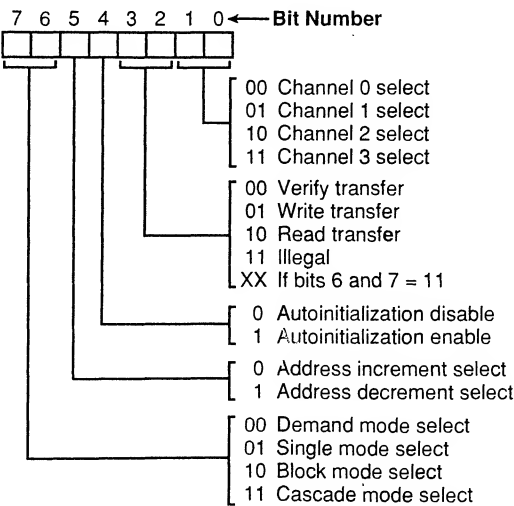 7 6 5 4 3 2 1 0 Bit Number
00 Channel 0 select
01 Channel 1 select
10 Channel 2 select
11 Channel 3 select
00 Verify transfer
01 Write transfer
10 Read transfer
11 Illegal
XX If bits 6 and 7 = 11
0 Autoinitialization disable
1 Autoinitialization enable
0 Address increment select
1 Address decrement select
00 Demand mode select
01 Single mode select
10 Block mode select
11 Cascade mode select